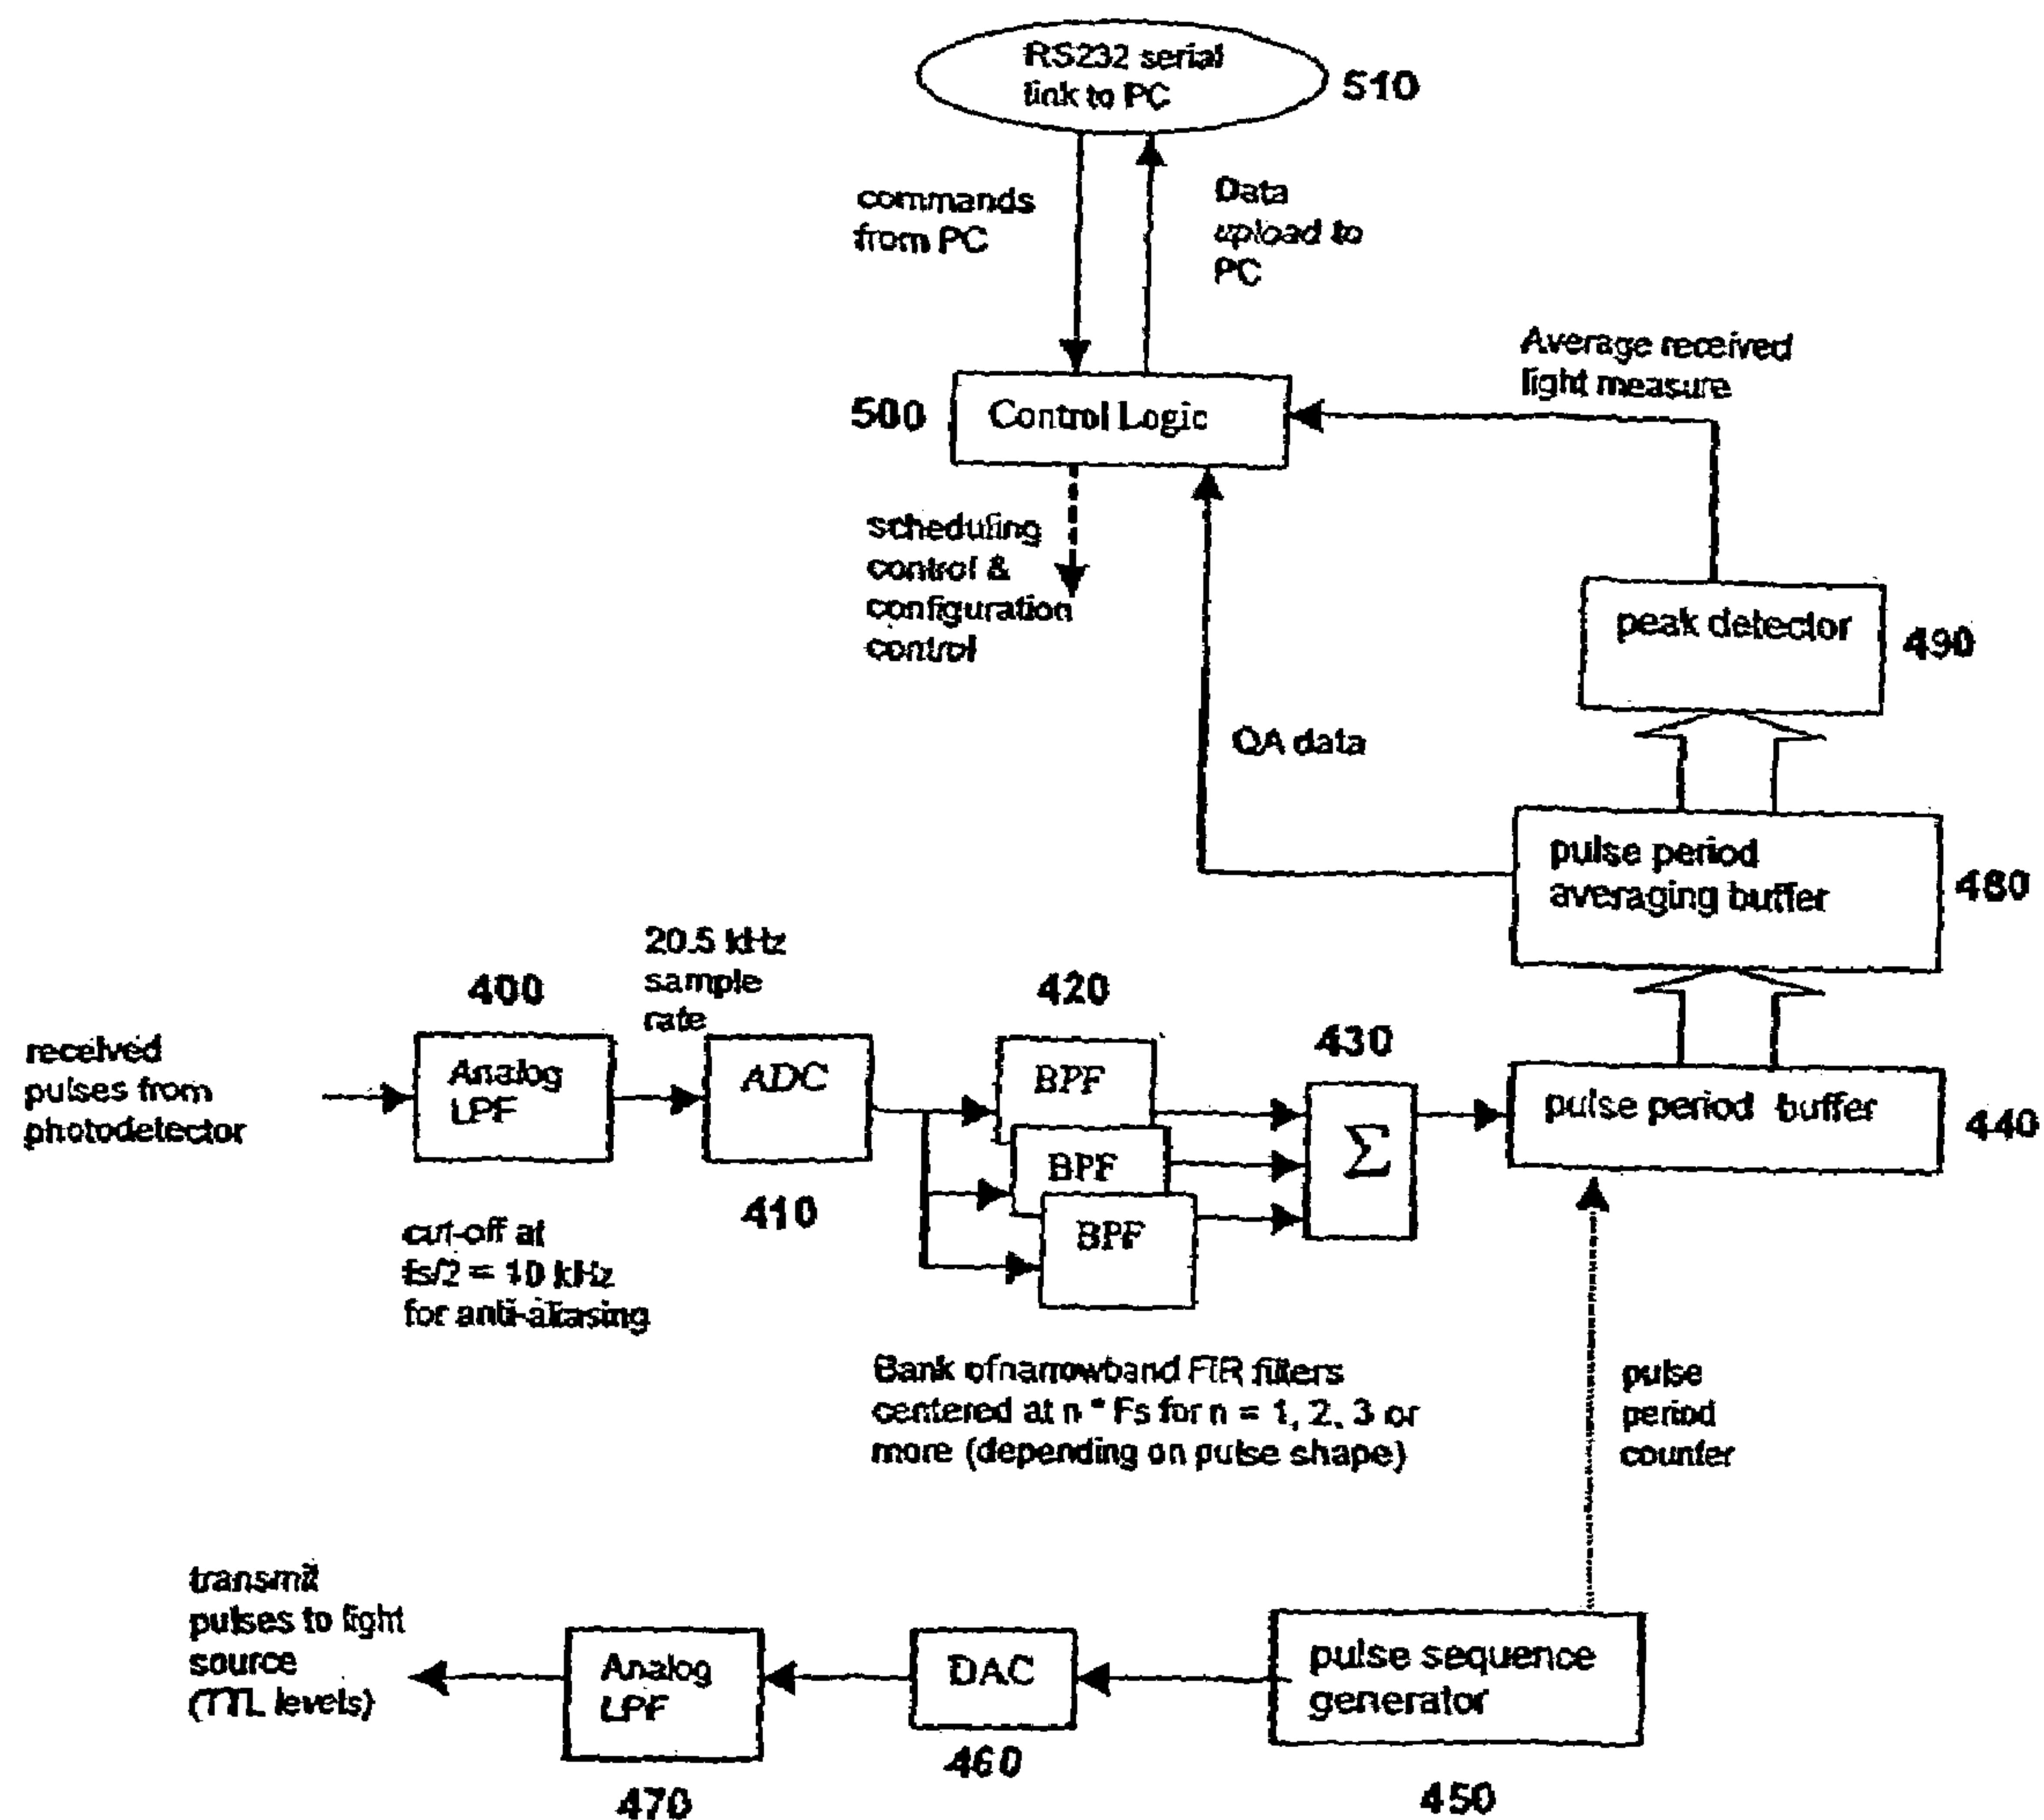 RS232 serial
link to PC
510
commands
from PC
Data
upload to
PC
Average received
light measure
500
Control Logic
scheduling
control &
configuration
control
peak detector
490
QA data
pulse period
averaging buffer
480
20.5 kHz
sample
rate
400
420
430
received
pulses from
photodetector
Analog
LPF
ADC
BPF
BPF
BPF
Σ
pulse period buffer
440
410
cut-off at
fs/2 = 10 kHz
for anti-aliasing
Bank of narrowband FIR filters
centered at n * Fs for n = 1, 2, 3 or
more (depending on pulse shape)
pulse
period
counter
transmit
pulses to light
source
(TTL levels)
Analog
LPF
DAC
pulse sequence
generator
470
460
450